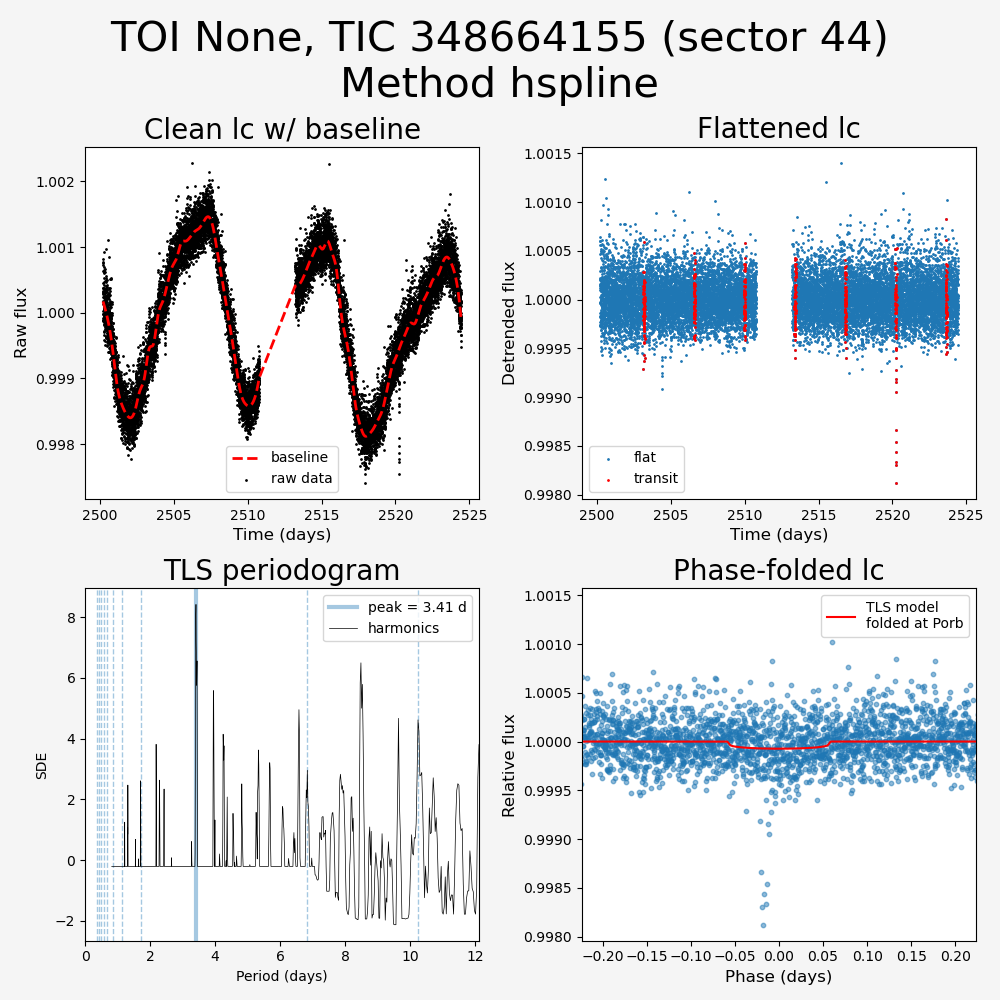 TOI None, TIC 348664155 (sector 44)
Method hspline
Clean lc w/ baseline
Raw flux
1.002
1.001
1.000
0.999
0.998
baseline
raw data
2500 2505 2510 2515 2520 2525
Time (days)
Flattened lc
Detrended flux
1.0015
1.0010
1.0005
1.0000
0.9995
0.9990
0.9985
0.9980
flat
transit
2500 2505 2510 2515 2520 2525
Time (days)
TLS periodogram
SDE
8
6
4
2
0
−2
peak = 3.41 d
harmonics
0 2 4 6 8 10 12
Period (days)
Phase-folded lc
Relative flux
1.0015
1.0010
1.0005
1.0000
0.9995
0.9990
0.9985
0.9980
TLS model
folded at Porb
−0.20 −0.15 −0.10 −0.05 0.00 0.05 0.10 0.15 0.20
Phase (days)